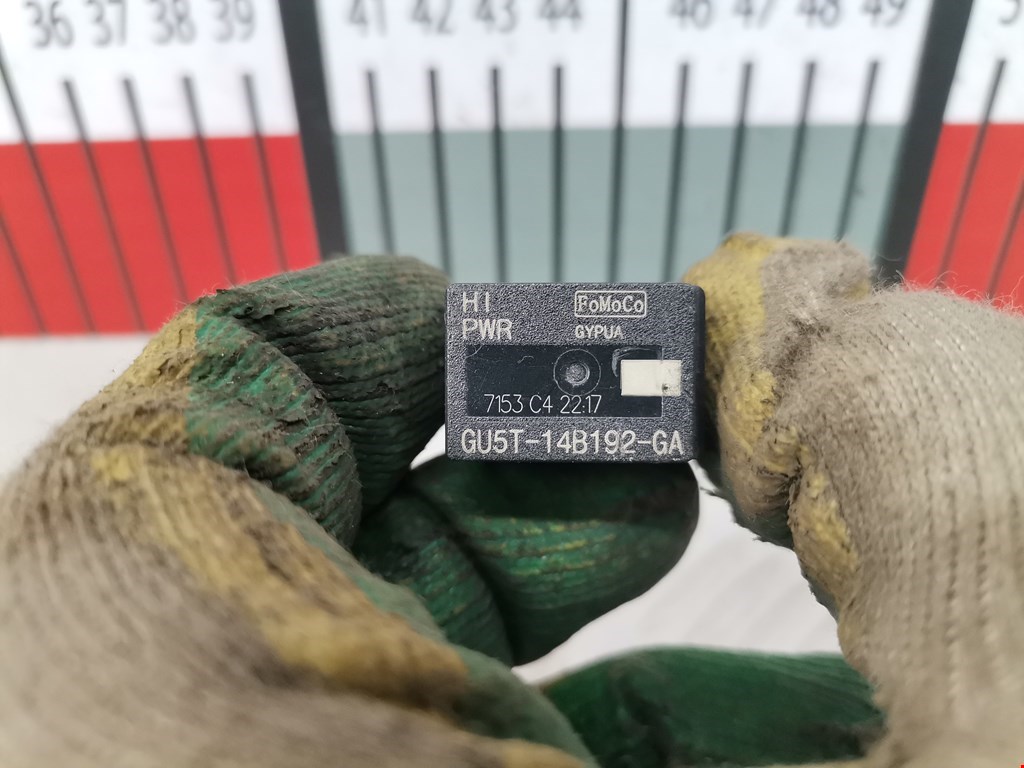 36 37 38 39 41 42 43 44 46 47 48 49
HI FoMoCo
PWR GYPUA
7153 C4 22:17
GU5T-14B192-GA